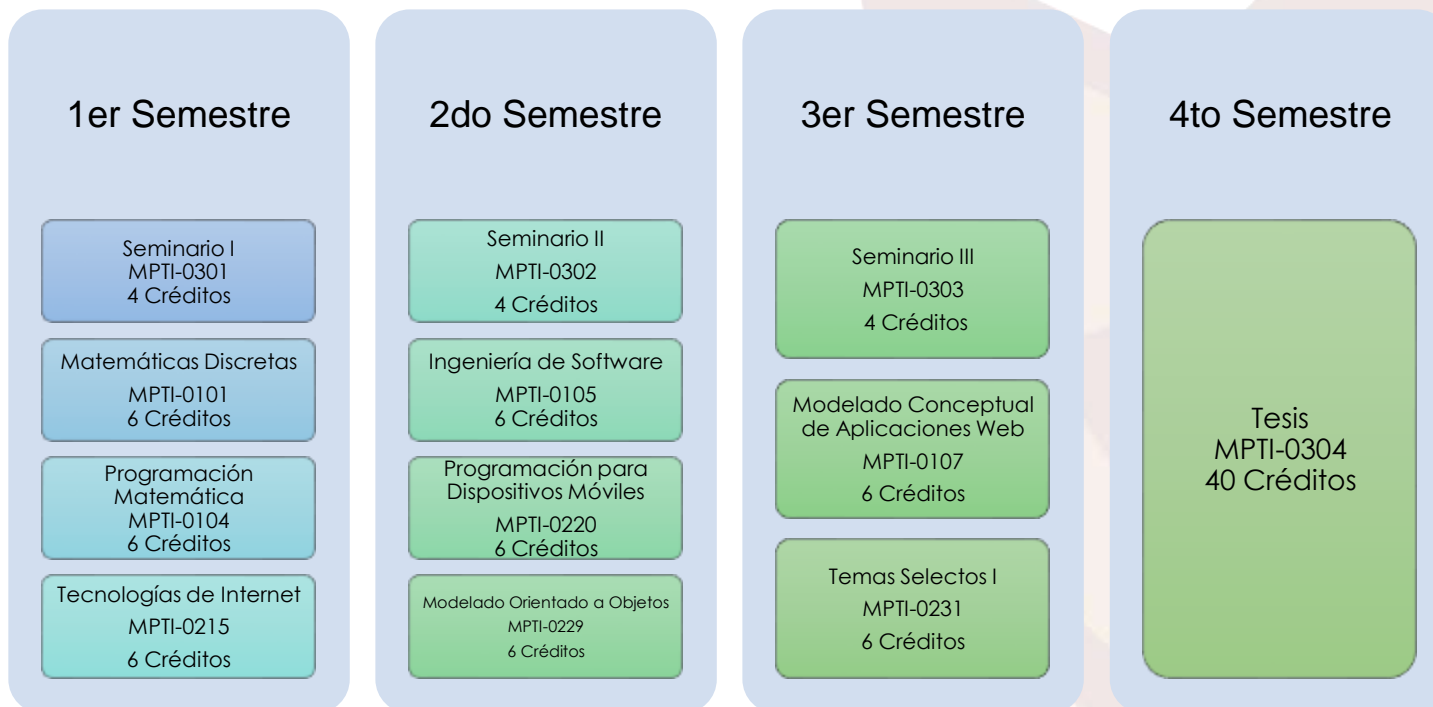 1er Semestre
Seminario I
MPTI-0301
4 Créditos
Matemáticas Discretas
MPTI-0101
6 Créditos
Programación
Matemática
MPTI-0104
6 Créditos
Tecnologías de Internet
MPTI-0215
6 Créditos
2do Semestre
Seminario II
MPTI-0302
4 Créditos
Ingeniería de Software
MPTI-0105
6 Créditos
Programación para
Dispositivos Móviles
MPTI-0220
6 Créditos
Modelado Orientado a Objetos
MPTI-0229
6 Créditos
3er Semestre
Seminario III
MPTI-0303
4 Créditos
Modelado Conceptual
de Aplicaciones Web
MPTI-0107
6 Créditos
Temas Selectos I
MPTI-0231
6 Créditos
4to Semestre
Tesis
MPTI-0304
40 Créditos